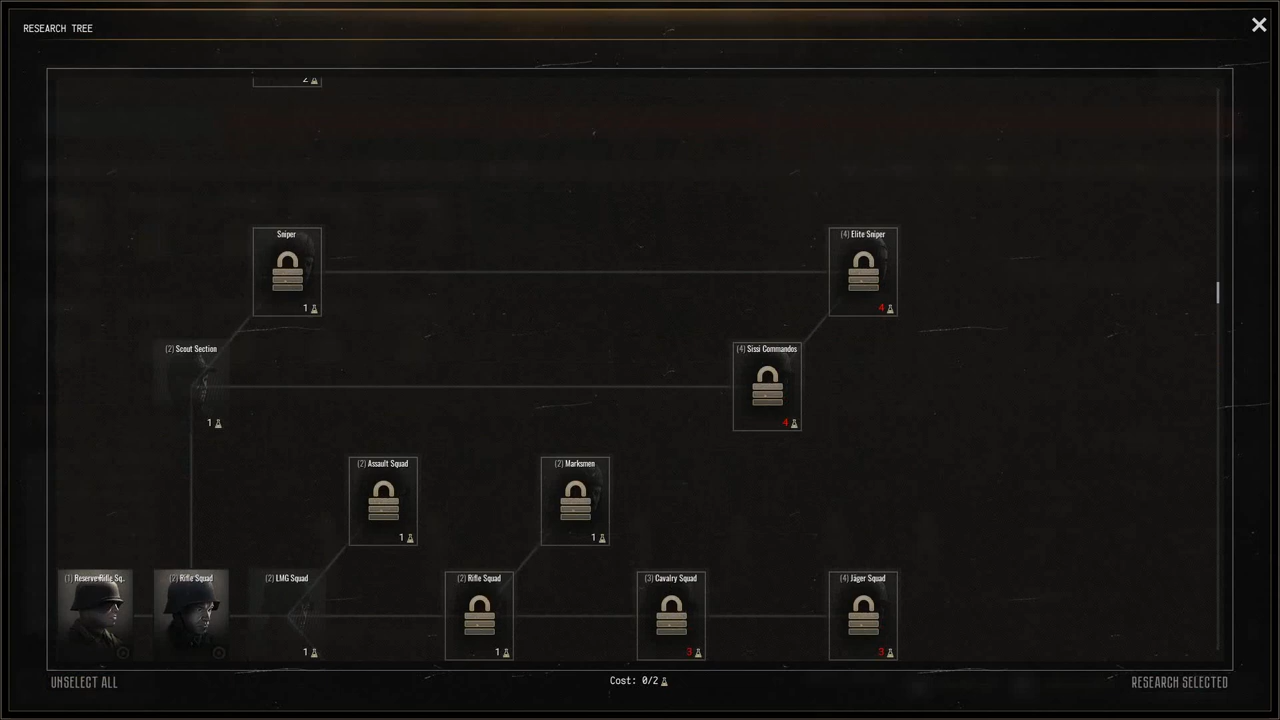 RESEARCH TREE
2
Sniper
1
(4) Elite Sniper
4
(2) Scout Section
1
(4) Sissi Commandos
4
(2) Assault Squad
1
(2) Marksmen
1
(1) Reserve Rifle Sq.
(2) Rifle Squad
(2) LMG Squad
1
(2) Rifle Squad
1
(3) Cavalry Squad
3
(4) Jäger Squad
3
UNSELECT ALL
Cost: 0/2
RESEARCH SELECTED